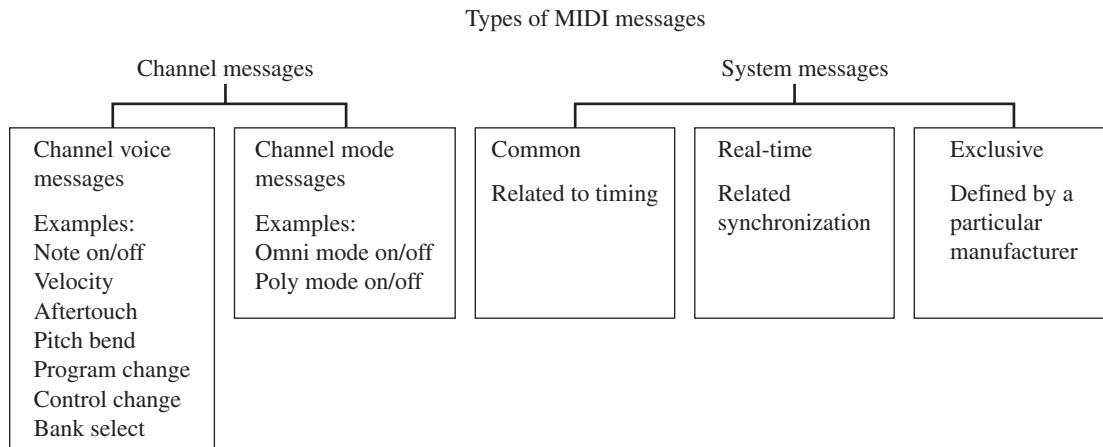 Types of MIDI messages
Channel messages
System messages
Channel voice
messages
Examples:
Note on/off
Velocity
Aftertouch
Pitch bend
Program change
Control change
Bank select
Channel mode
messages
Examples:
Omni mode on/off
Poly mode on/off
Common
Related to timing
Real-time
Related
synchronization
Exclusive
Defined by a
particular
manufacturer